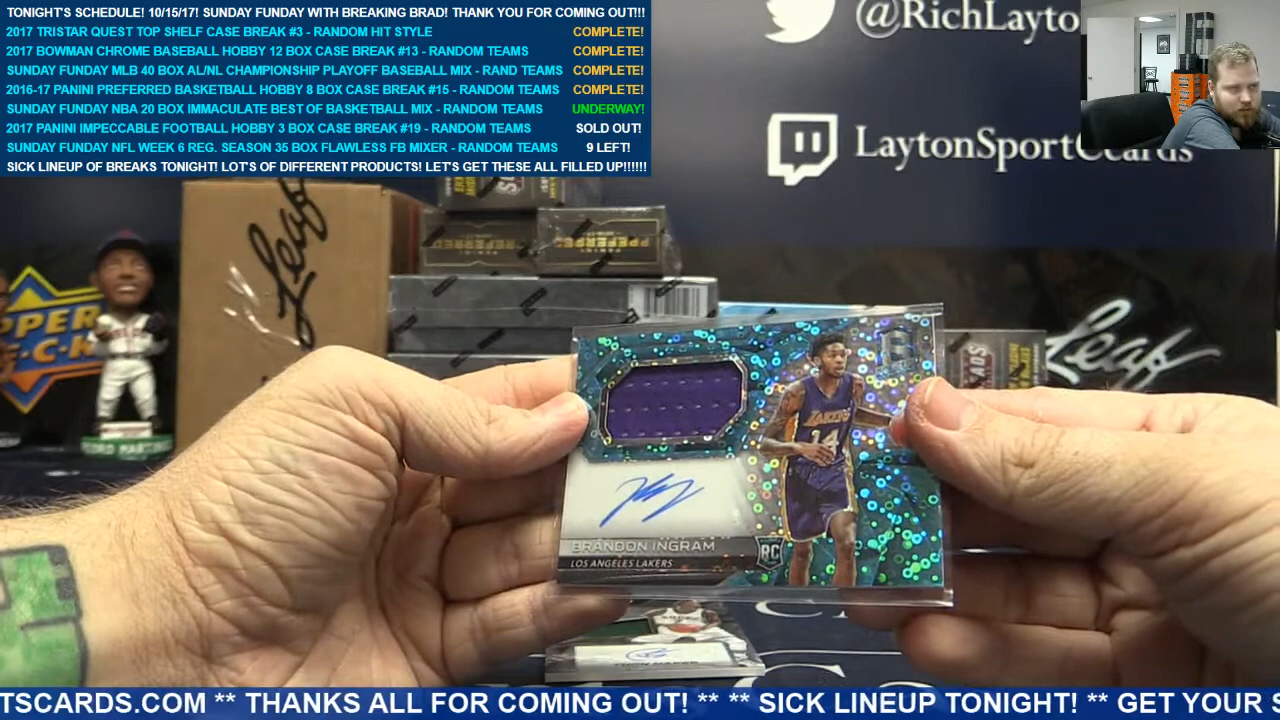 TONIGHT'S SCHEDULE! 10/15/17! SUNDAY FUNDAY WITH BREAKING BRAD! THANK YOU FOR COMING OUT!!!
2017 TRISTAR QUEST TOP SHELF CASE BREAK #3 - RANDOM HIT STYLE COMPLETE!
2017 BOWMAN CHROME BASEBALL HOBBY 12 BOX CASE BREAK #13 - RANDOM TEAMS COMPLETE!
SUNDAY FUNDAY MLB 40 BOX AL/NL CHAMPIONSHIP PLAYOFF BASEBALL MIX - RAND TEAMS COMPLETE!
2016-17 PANINI PREFERRED BASKETBALL HOBBY 8 BOX CASE BREAK #15 - RANDOM TEAMS COMPLETE!
SUNDAY FUNDAY NBA 20 BOX IMMACULATE BEST OF BASKETBALL MIX - RANDOM TEAMS UNDERWAY!
2017 PANINI IMPECCABLE FOOTBALL HOBBY 3 BOX CASE BREAK #19 - RANDOM TEAMS SOLD OUT!
SUNDAY FUNDAY NFL WEEK 6 REG. SEASON 35 BOX FLAWLESS FB MIXER - RANDOM TEAMS 9 LEFT!
SICK LINEUP OF BREAKS TONIGHT! LOT'S OF DIFFERENT PRODUCTS! LET'S GET THESE ALL FILLED UP!!!!!!
@RichLayto
LaytonSportCcards
Leaf
PREFERRED
PREFERRED
Leaf
LAKERS
14
BRANDON INGRAM
RC
LOS ANGELES LAKERS
TSCARDS.COM ** THANKS ALL FOR COMING OUT! ** ** SICK LINEUP TONIGHT! ** GET YOUR S